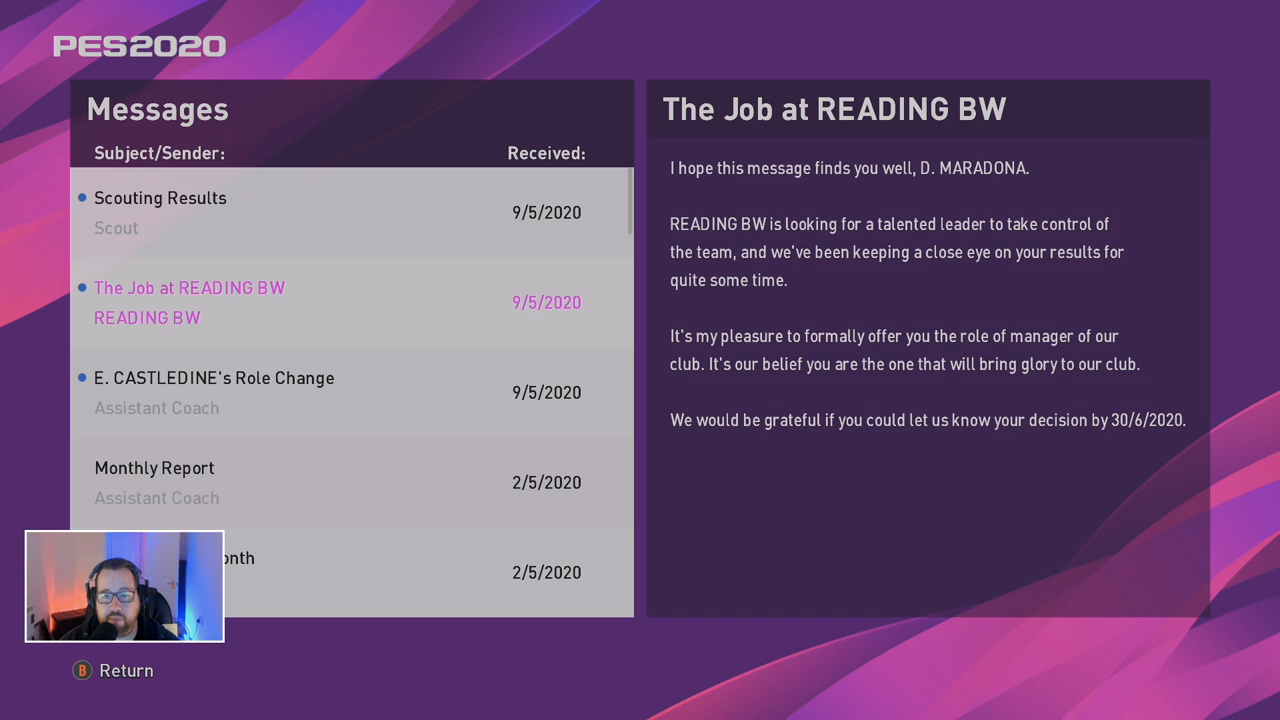 PES2020
Messages
Subject/Sender:
Received:
Scouting Results
Scout
9/5/2020
The Job at READING BW
READING BW
9/5/2020
E. CASTLEDINE's Role Change
Assistant Coach
9/5/2020
Monthly Report
Assistant Coach
2/5/2020
2/5/2020
The Job at READING BW
I hope this message finds you well, D. MARADONA.
READING BW is looking for a talented leader to take control of
the team, and we've been keeping a close eye on your results for
quite some time.
It's my pleasure to formally offer you the role of manager of our
club. It's our belief you are the one that will bring glory to our club.
We would be grateful if you could let us know your decision by 30/6/2020.
B Return